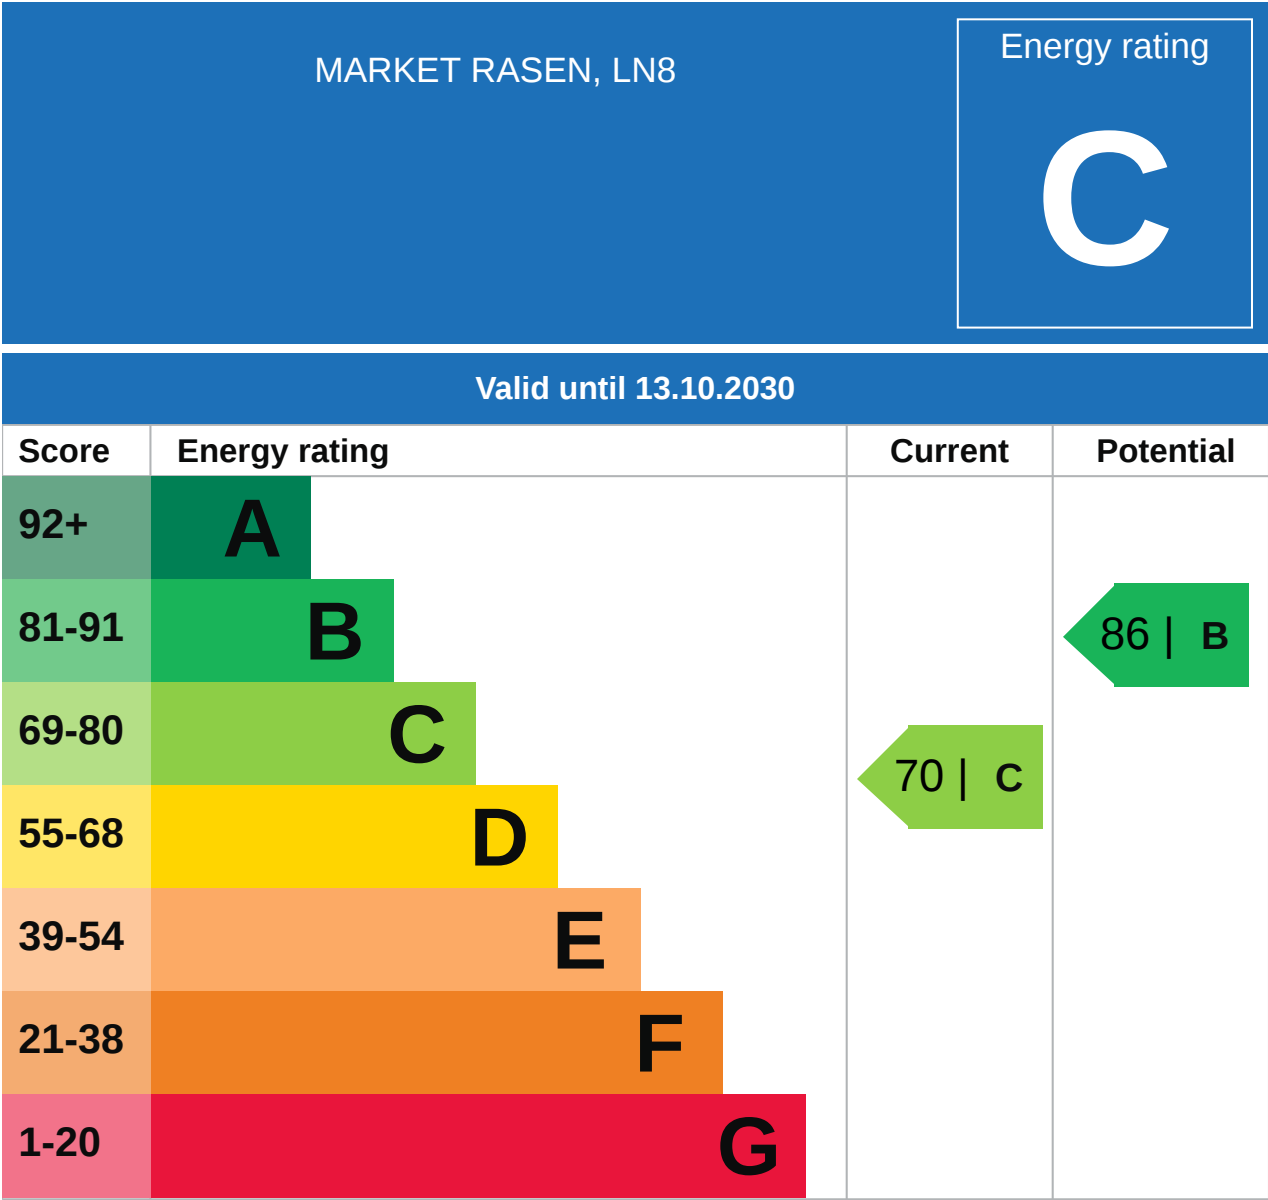 MARKET RASEN, LN8
Energy rating
C
Valid until 13.10.2030
Score Energy rating Current Potential
92+ A
81-91 B 86 | B
69-80 C 70 | C
55-68 D
39-54 E
21-38 F
1-20 G